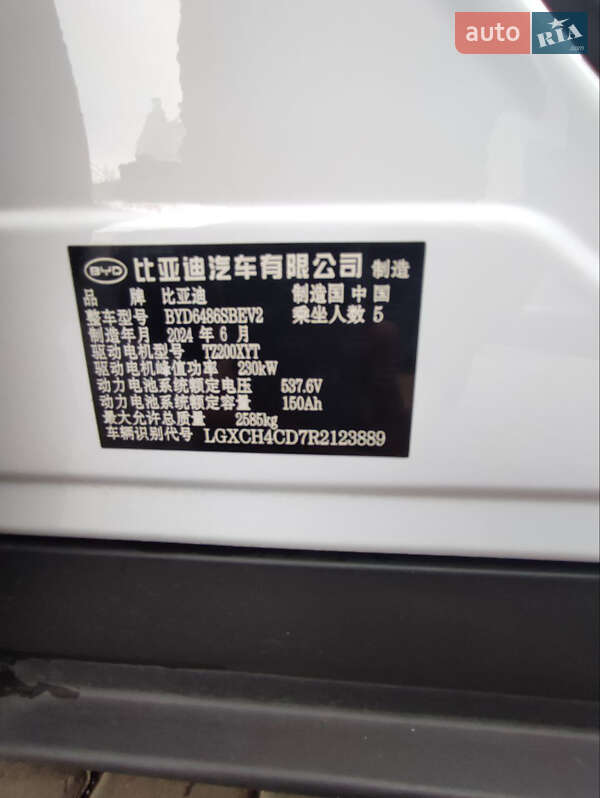 auto RIA .com
BYD 比亚迪汽车有限公司 制造
品 牌 比亚迪 制造国 中国
整车型号 BYD6486SBEV2 乘坐人数 5
制造年月 2024 年 6 月
驱动电机型号 TZ200XYT
驱动电机峰值功率 230kW
动力电池系统额定电压 537.6V
动力电池系统额定容量 150Ah
最大允许总质量 2585kg
车辆识别代号 LGXCH4CD7R2123889